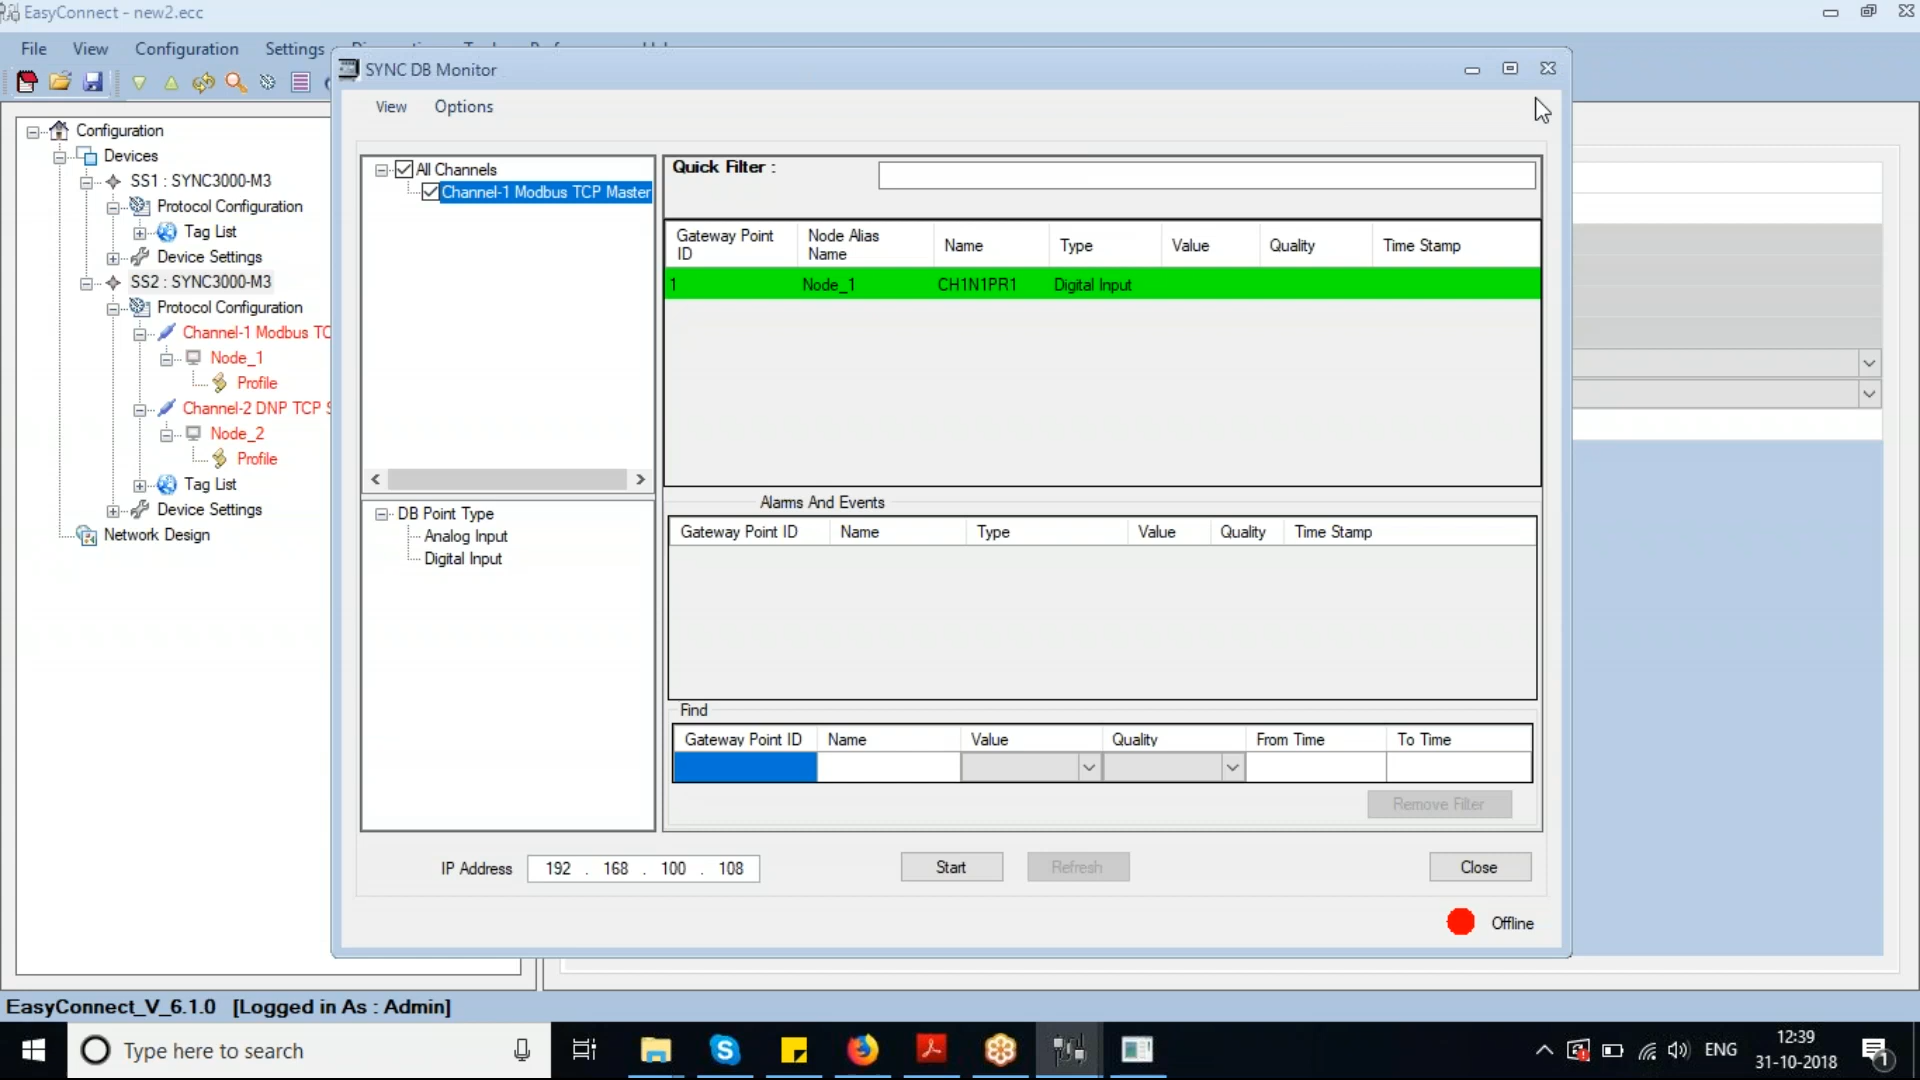 EasyConnect - new2.ecc
File View Configuration Settings
SYNC DB Monitor
View Options
Configuration
Devices
SS1 : SYNC3000-M3
Protocol Configuration
Tag List
Device Settings
SS2 : SYNC3000-M3
Protocol Configuration
Channel-1 Modbus TC
Node_1
Profile
Channel-2 DNP TCP S
Node_2
Profile
Tag List
Device Settings
Network Design
All Channels
Channel-1 Modbus TCP Master
Quick Filter :
Gateway Point ID Node Alias Name Name Type Value Quality Time Stamp
1 Node_1 CH1N1PR1 Digital Input
DB Point Type
Analog Input
Digital Input
Alarms And Events
Gateway Point ID Name Type Value Quality Time Stamp
Find
Gateway Point ID Name Value Quality From Time To Time
Remove Filter
IP Address 192 . 168 . 100 . 108 Start Refresh Close
Offline
EasyConnect_V_6.1.0 [Logged in As : Admin]
Type here to search
ENG
12:39
31-10-2018
1